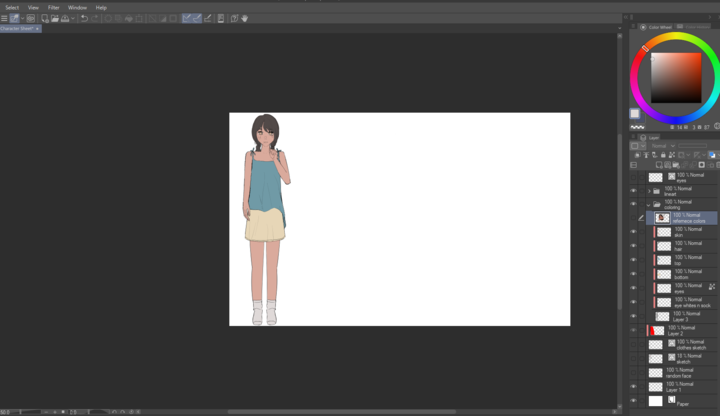 Select View Filter Window Help
Character Sheet*
Color Wheel
Layer
Normal
100 % Normal
eyes
100 % Normal
lineart
100 % Normal
coloring
100 % Normal
refernece colors
100 % Normal
skin
100 % Normal
hair
100 % Normal
top
100 % Normal
bottom
100 % Normal
eyes
100 % Normal
eye whites n sock
100 % Normal
Layer 3
100 % Normal
Layer 2
100 % Normal
clothes sketch
18 % Normal
sketch
100 % Normal
random face
100 % Normal
Layer 1
Paper